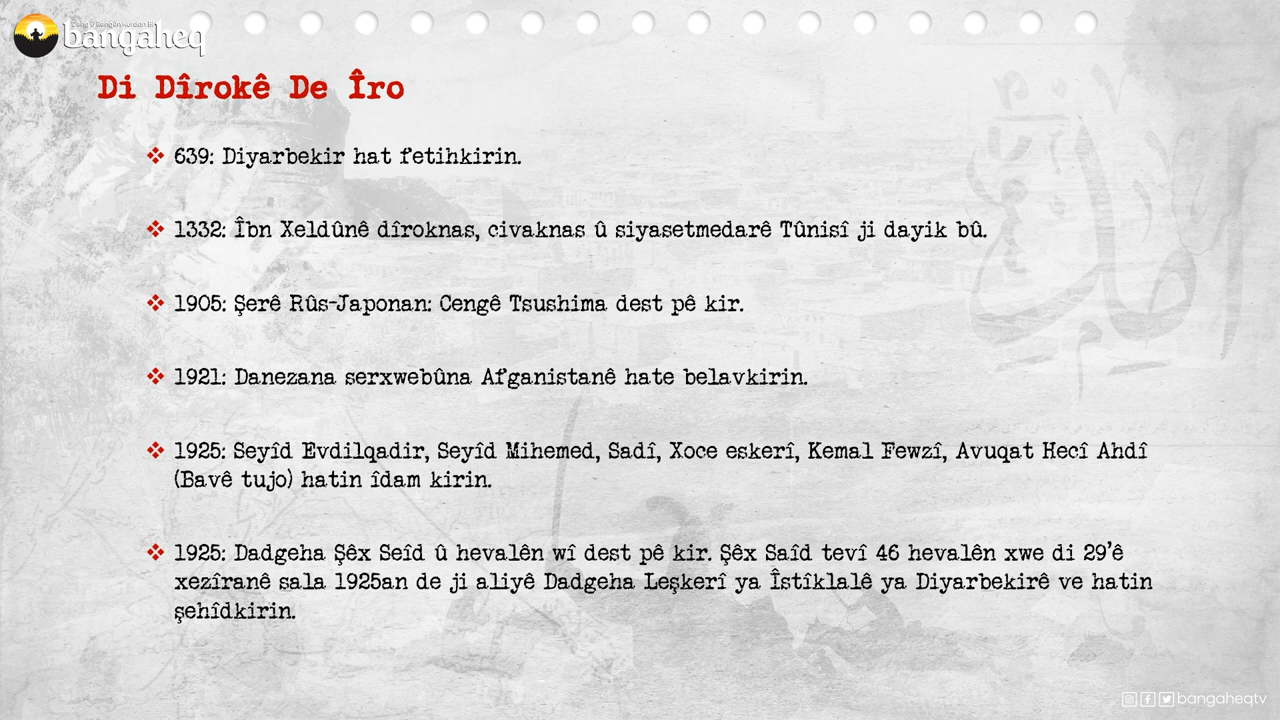 bangaheq
Di Dîrokê De Îro
❖ 639: Diyarbekir hat fetihkirin.
❖ 1332: Îbn Xeldûnê dîroknas, civaknas û siyasetmedarê Tûnisî ji dayik bû.
❖ 1905: Şerê Rûs-Japonan: Cengê Tsushima dest pê kir.
❖ 1921: Danezana serxwebûna Afganistanê hate belavkirin.
❖ 1925: Seyîd Evdilqadir, Seyîd Mihemed, Sadî, Xoce eskerî, Kemal Fewzî, Avuqat Hecî Ahdî
(Bavê tujo) hatin îdam kirin.
❖ 1925: Dadgeha Şêx Seîd û hevalên wî dest pê kir. Şêx Saîd tevî 46 hevalên xwe di 29’ê
xezîranê sala 1925an de ji aliyê Dadgeha Leşkerî ya Îstîklalê ya Diyarbekirê ve hatin
şehîdkirin.
bangaheqtv